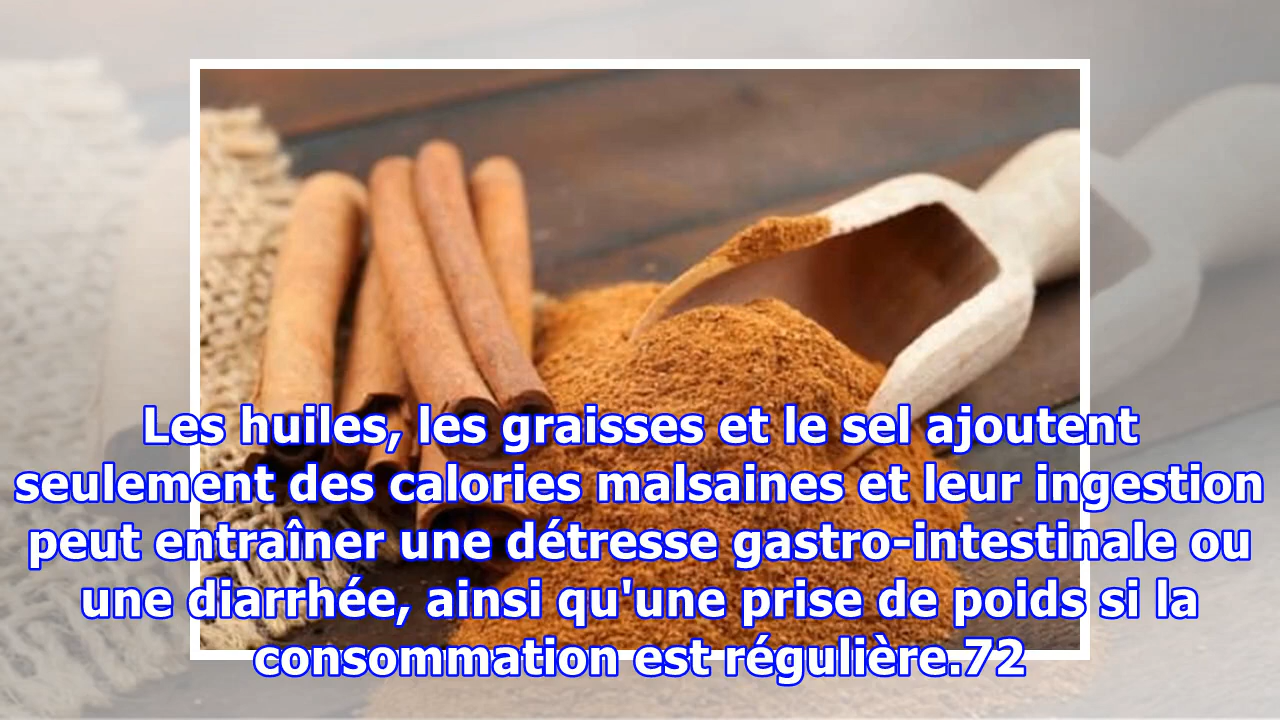 Les huiles, les graisses et le sel ajoutent
seulement des calories malsaines et leur ingestion
peut entraîner une détresse gastro-intestinale ou
une diarrhée, ainsi qu'une prise de poids si la
consommation est régulière.72